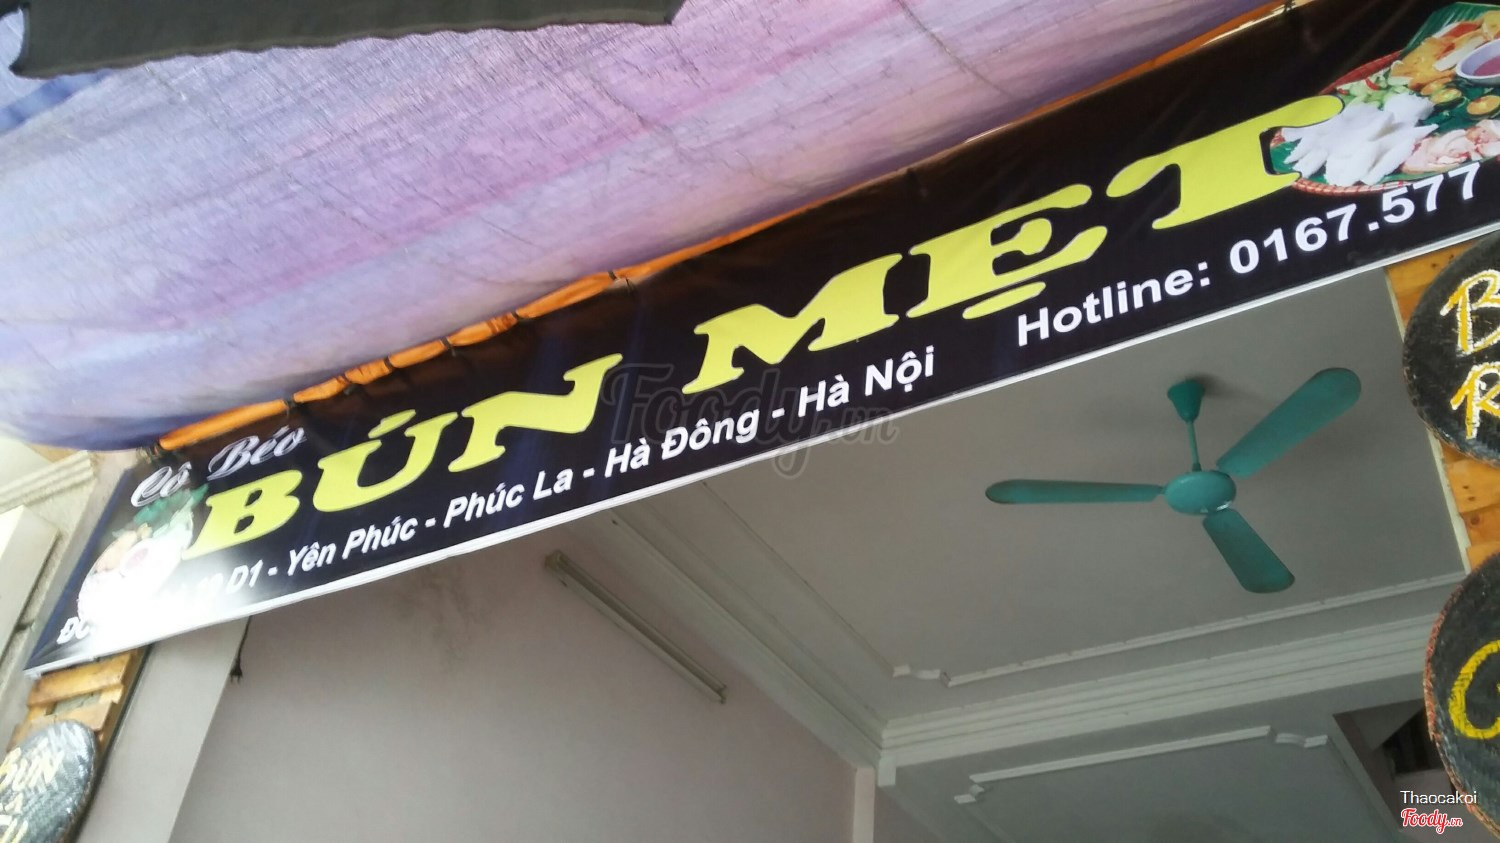 Cô Béo
BÚN MẸT
D1 - Yên Phúc - Phúc La - Hà Đông - Hà Nội
Hotline: 0167.577
BÚN
Foody.vn
Thaocakoi
Foody.vn